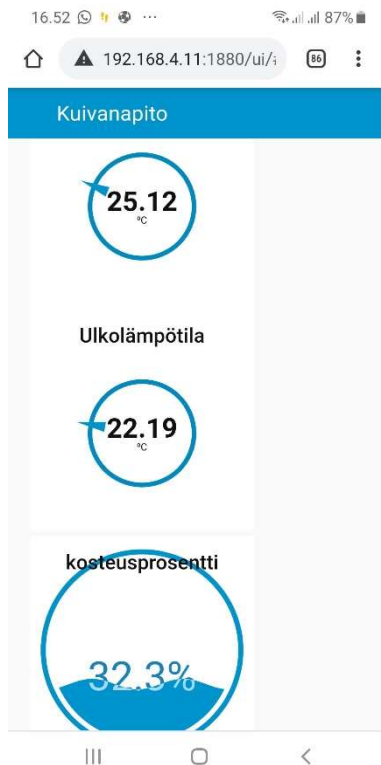 16.52 ... 87%
192.168.4.11:1880/ui/ 86
Kuivanapito
25.12
°C
Ulkolämpötila
22.19
°C
kosteusprosentti
32.3%